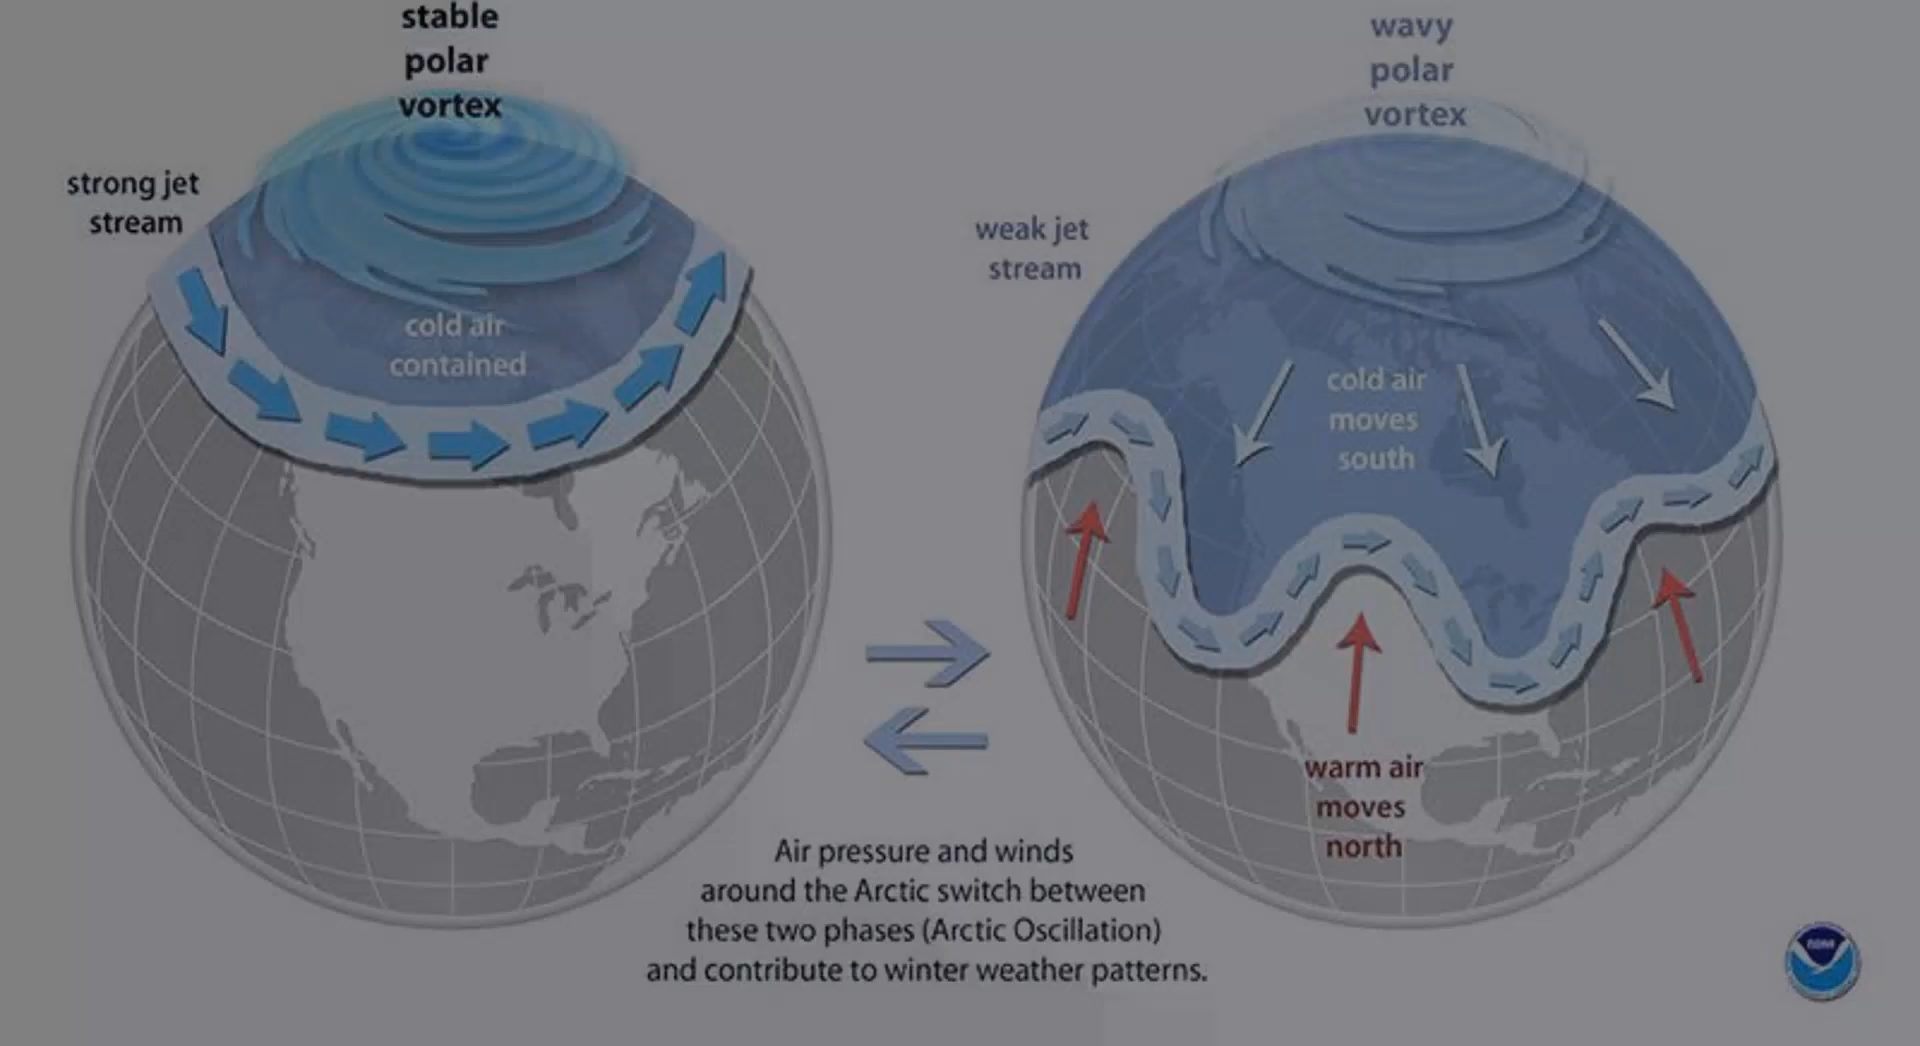 stable
polar
vortex
strong jet
stream
cold air
contained
wavy
polar
vortex
weak jet
stream
cold air
moves
south
warm air
moves
north
Air pressure and winds
around the Arctic switch between
these two phases (Arctic Oscillation)
and contribute to winter weather patterns.